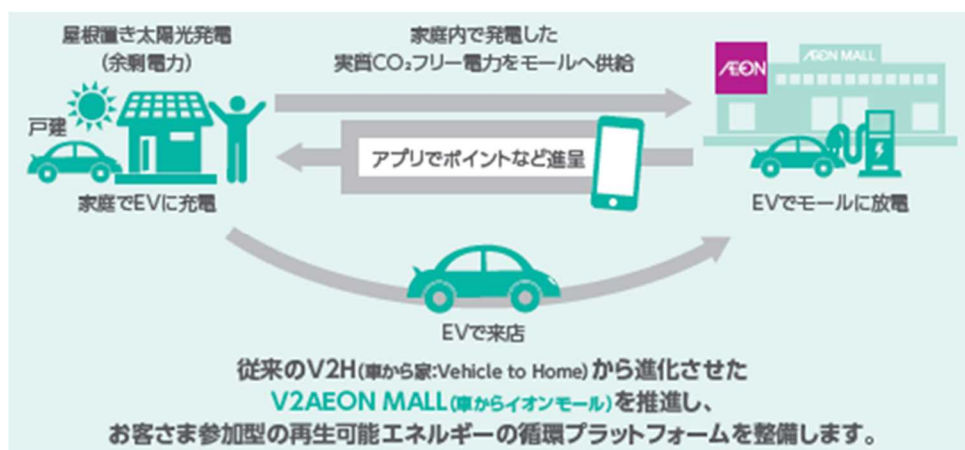 屋根置き太陽光発電
(余剰電力)
家庭内で発電した
実質CO₂フリー電力をモールへ供給
ÆON
ÆON MALL
戸建
アプリでポイントなど進呈
家庭でEVに充電
EVでモールに放電
EVで来店
従来のV2H(車から家:Vehicle to Home)から進化させた
V2AEON MALL(車からイオンモール)を推進し、
お客さま参加型の再生可能エネルギーの循環プラットフォームを整備します。